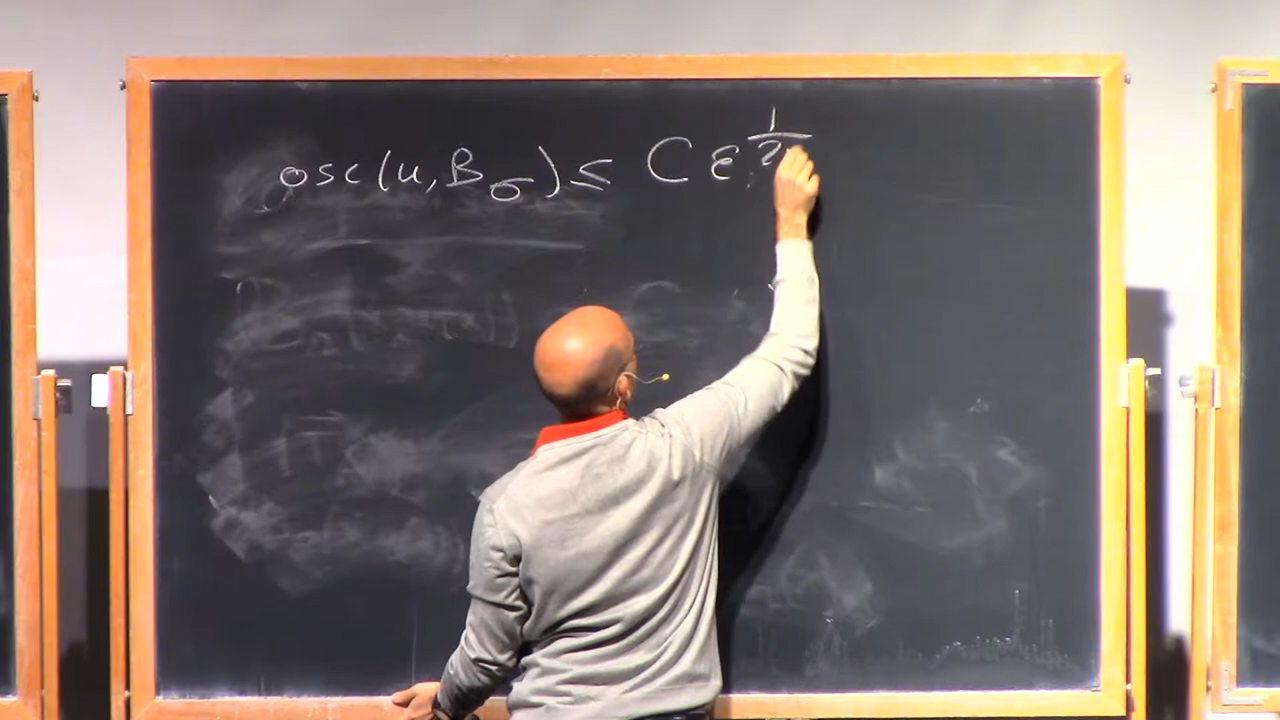 osc(u, B_σ) ≤ C ε^{1/2